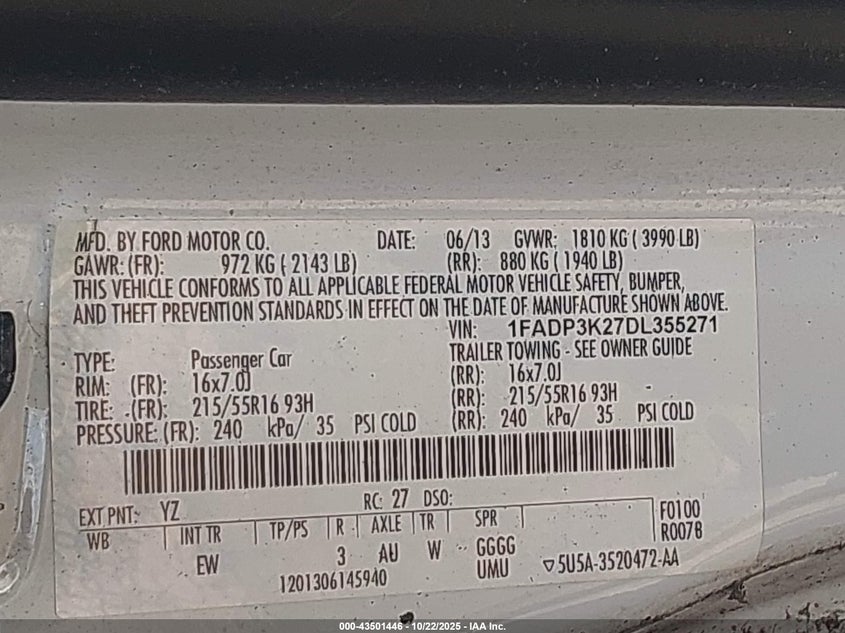 MFD. BY FORD MOTOR CO. DATE: 06/13 GVWR: 1810 KG ( 3990 LB)
GAWR: (FR): 972 KG ( 2143 LB) (RR): 880 KG ( 1940 LB)
THIS VEHICLE CONFORMS TO ALL APPLICABLE FEDERAL MOTOR VEHICLE SAFETY, BUMPER,
AND THEFT PREVENTION STANDARDS IN EFFECT ON THE DATE OF MANUFACTURE SHOWN ABOVE.
VIN: 1FADP3K27DL355271
TYPE: Passenger Car TRAILER TOWING - SEE OWNER GUIDE
RIM: (FR): 16x7.0J (RR): 16x7.0J
TIRE: (FR): 215/55R16 93H (RR): 215/55R16 93H
PRESSURE: (FR): 240 kPa/ 35 PSI COLD (RR): 240 kPa/ 35 PSI COLD
EXT PNT: YZ RC: 27 DSO: F0100
WB INT TR TP/PS R AXLE TR SPR R0078
EW 3 AU W GGGG
UMU ▽5U5A-3520472-AA
1201306145940
000-43501446 - 10/22/2025 - IAA Inc.